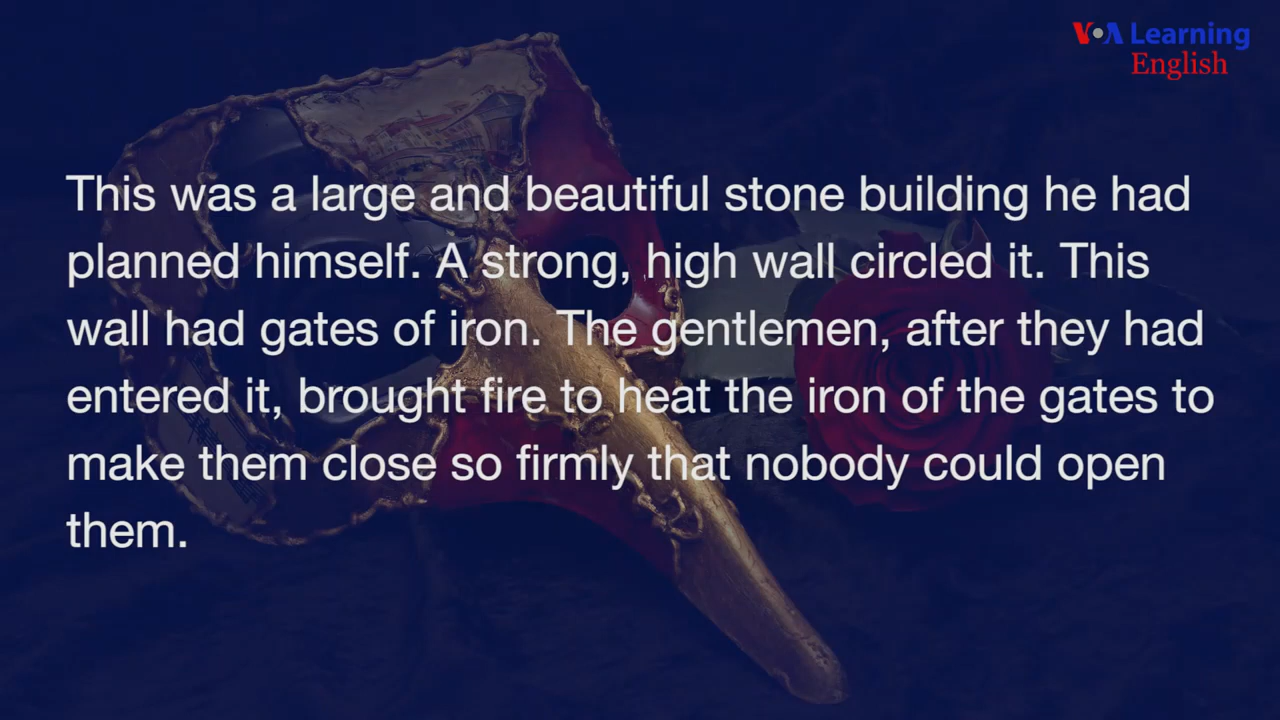 VOA Learning
English
This was a large and beautiful stone building he had
planned himself. A strong, high wall circled it. This
wall had gates of iron. The gentlemen, after they had
entered it, brought fire to heat the iron of the gates to
make them close so firmly that nobody could open
them.